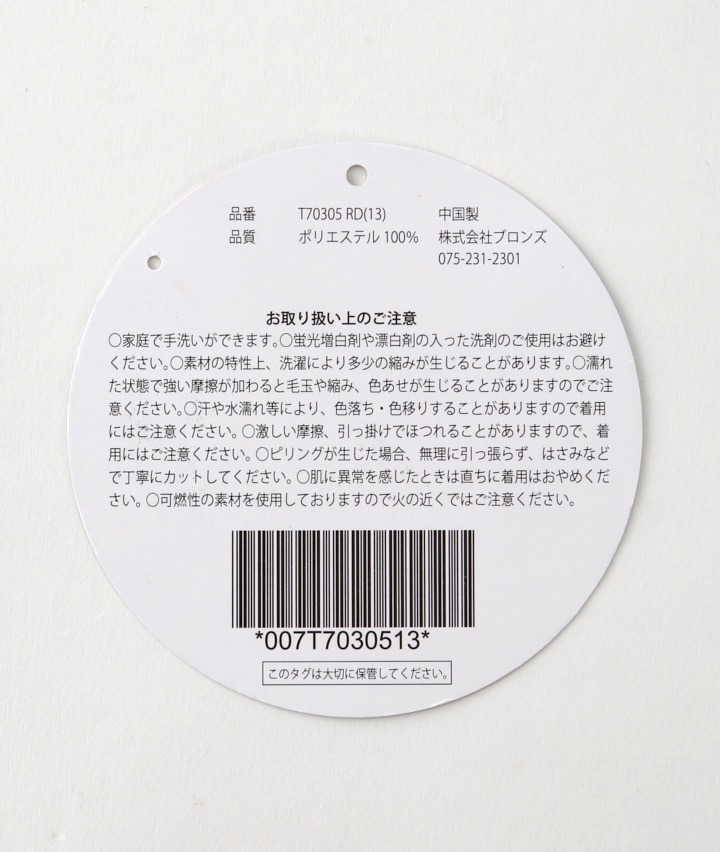 品番 T70305 RD(13) 中国製
品質 ポリエステル 100% 株式会社ブロンズ
075-231-2301
お取り扱い上のご注意
○家庭で手洗いができます。○蛍光増白剤や漂白剤の入った洗剤のご使用はお避け
ください。○素材の特性上、洗濯により多少の縮みが生じることがあります。○濡れ
た状態で強い摩擦が加わると毛玉や縮み、色あせが生じることがありますのでご注
意ください。○汗や水濡れ等により、色落ち・色移りすることがありますので着用
にはご注意ください。○激しい摩擦、引っ掛けでほつれることがありますので、着
用にはご注意ください。○ピリングが生じた場合、無理に引っ張らず、はさみなど
で丁寧にカットしてください。○肌に異常を感じたときは直ちに着用はおやめくだ
さい。○可燃性の素材を使用しておりますので火の近くではご注意ください。
*007T7030513*
このタグは大切に保管してください。